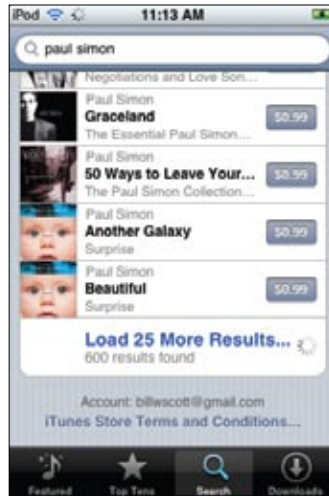 iPod 11:13 AM
paul simon
Negotiations and Love Son...
Paul Simon
Graceland
The Essential Paul Simon...
$0.99
Paul Simon
50 Ways to Leave Your...
The Paul Simon Collection...
$0.99
Paul Simon
Another Galaxy
Surprise
$0.99
Paul Simon
Beautiful
Surprise
$0.99
Load 25 More Results...
600 results found
Account: billwscott@gmail.com
iTunes Store Terms and Conditions...
Featured Top Tens Search Downloads